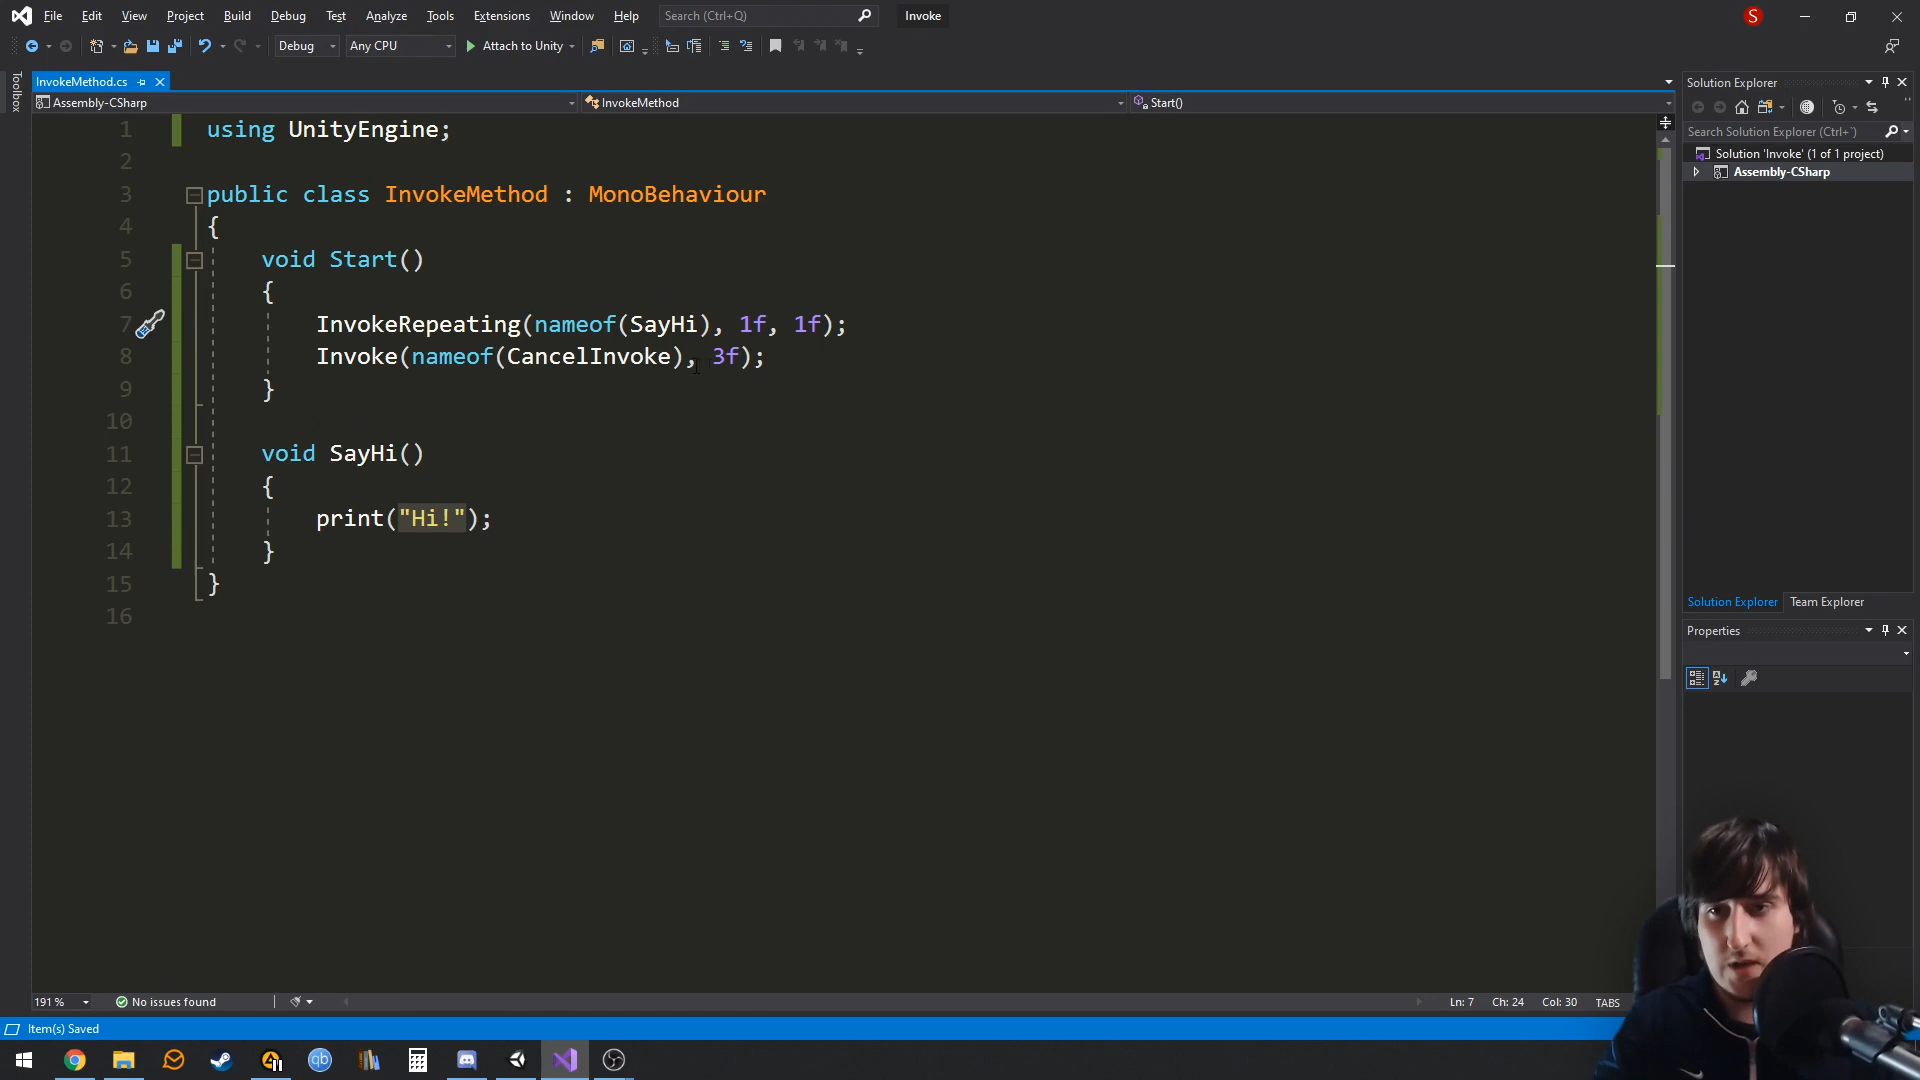 File Edit View Project Build Debug Test Analyze Tools Extensions Window Help Search (Ctrl+Q) Invoke S
Debug Any CPU Attach to Unity
Toolbox
InvokeMethod.cs
Assembly-CSharp InvokeMethod Start()
1 using UnityEngine;
2
3 public class InvokeMethod : MonoBehaviour
4 {
5 void Start()
6 {
7 InvokeRepeating(nameof(SayHi), 1f, 1f);
8 Invoke(nameof(CancelInvoke), 3f);
9 }
10
11 void SayHi()
12 {
13 print("Hi!");
14 }
15 }
16
Solution Explorer
Search Solution Explorer (Ctrl+`)
Solution 'Invoke' (1 of 1 project)
Assembly-CSharp
Solution Explorer Team Explorer
Properties
191 % No issues found Ln: 7 Ch: 24 Col: 30 TABS
Item(s) Saved
qb